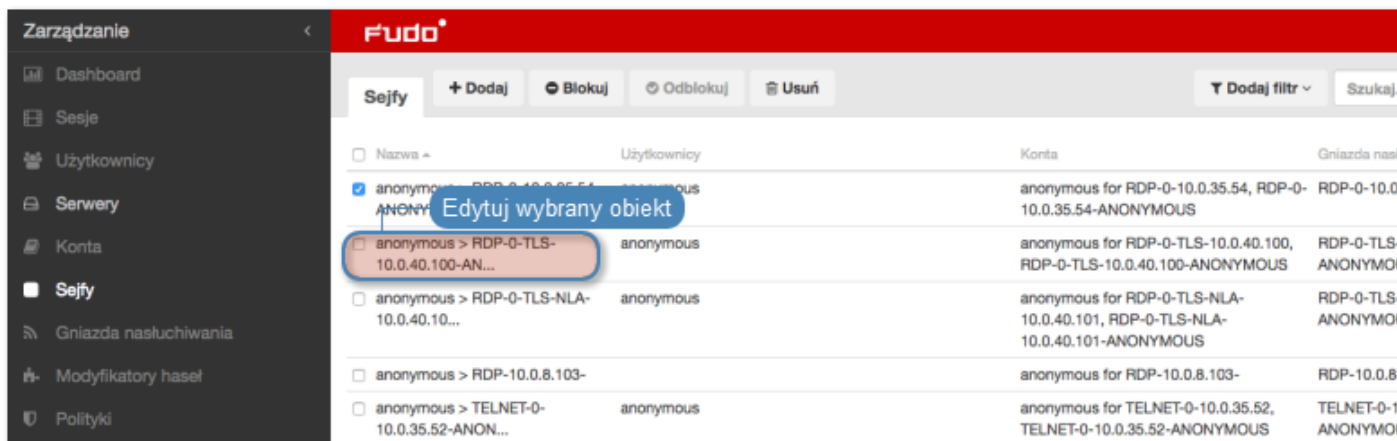 Zarządzanie
Fudo
Dashboard
Sesje
Użytkownicy
Serwery
Konta
Sejfy
Gniazda nasłuchiwania
Modyfikatory haseł
Polityki
Sejfy
+ Dodaj
Blokuj
Odblokuj
Usuń
Dodaj filtr
Szukaj
Nazwa
Użytkownicy
Konta
Gniazda
anonymous for RDP-0-10.0.35.54, RDP-0-
10.0.35.54-ANONYMOUS
RDP-0-10.0
Edytuj wybrany obiekt
anonymous > RDP-0-TLS-
10.0.40.100-AN...
anonymous
anonymous for RDP-0-TLS-10.0.40.100,
RDP-0-TLS-10.0.40.100-ANONYMOUS
RDP-0-TLS-
anonymous > RDP-0-TLS-NLA-
10.0.40.10...
anonymous
anonymous for RDP-0-TLS-NLA-
10.0.40.101, RDP-0-TLS-NLA-
10.0.40.101-ANONYMOUS
RDP-0-TLS-
anonymous > RDP-10.0.8.103-
anonymous for RDP-10.0.8.103-
RDP-10.0.8
anonymous > TELNET-0-
10.0.35.52-ANON...
anonymous
anonymous for TELNET-0-10.0.35.52,
TELNET-0-10.0.35.52-ANONYMOUS
TELNET-0-1